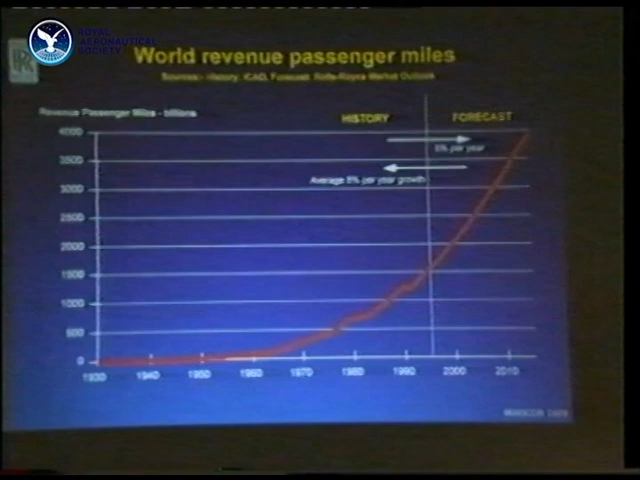 ROYAL
AERONAUTICAL
SOCIETY
World revenue passenger miles
Sources:- History: ICAO, Forecast: Rolls-Royce Market Outlook
Revenue Passenger Miles - billions
HISTORY
FORECAST
5% per year
Average 8% per year growth
4000
3500
3000
2500
2000
1500
1000
500
0
1930 1940 1950 1960 1970 1980 1990 2000 2010